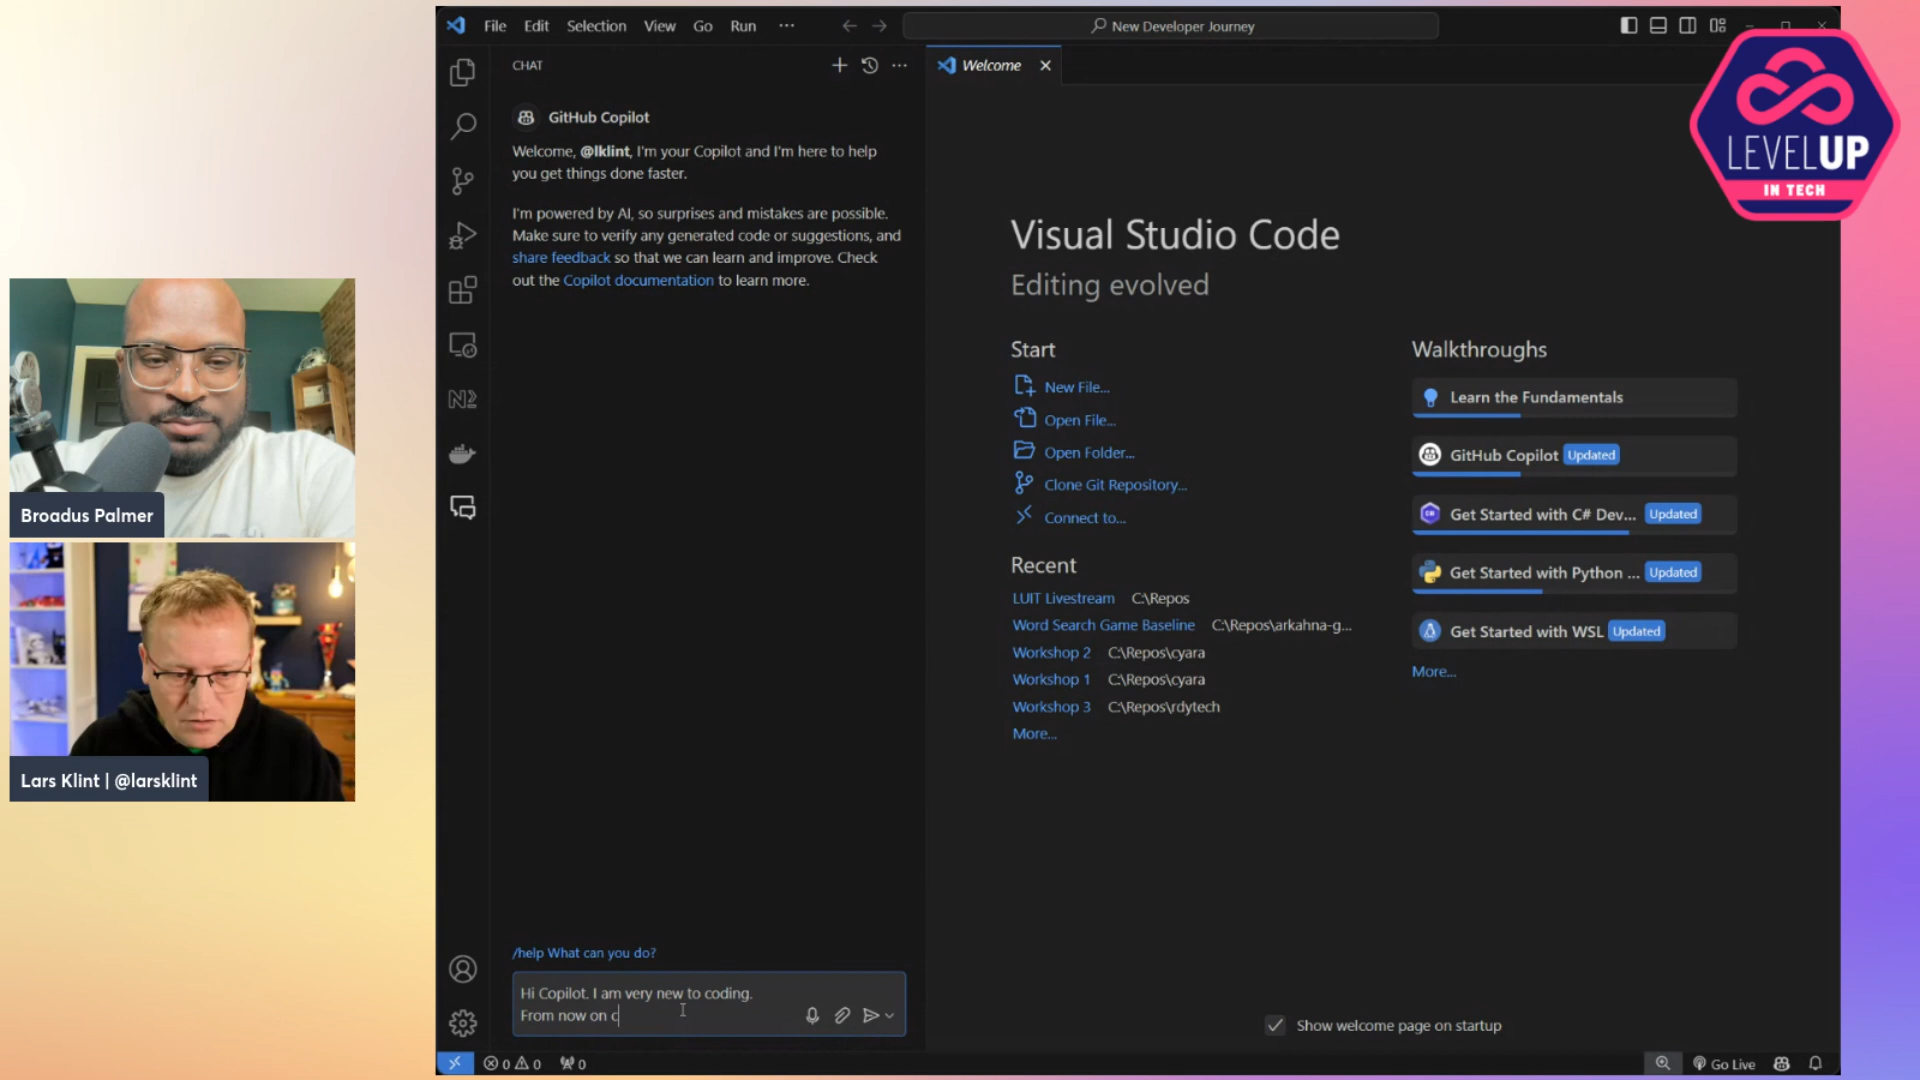 File Edit Selection View Go Run
New Developer Journey
CHAT
Welcome
GitHub Copilot
Welcome, @lklint, I'm your Copilot and I'm here to help
you get things done faster.
I'm powered by AI, so surprises and mistakes are possible.
Make sure to verify any generated code or suggestions, and
share feedback so that we can learn and improve. Check
out the Copilot documentation to learn more.
/help What can you do?
Hi Copilot. I am very new to coding.
From now on c
Visual Studio Code
Editing evolved
Start
New File...
Open File...
Open Folder...
Clone Git Repository...
Connect to...
Recent
LUIT Livestream C:\Repos
Word Search Game Baseline C:\Repos\arkahna-g...
Workshop 2 C:\Repos\cyara
Workshop 1 C:\Repos\cyara
Workshop 3 C:\Repos\rdytech
More...
Walkthroughs
Learn the Fundamentals
GitHub Copilot Updated
Get Started with C# Dev... Updated
Get Started with Python ... Updated
Get Started with WSL Updated
More...
Show welcome page on startup
0 0 0
Go Live
LEVELUP
IN TECH
Broadus Palmer
Lars Klint | @larsklint